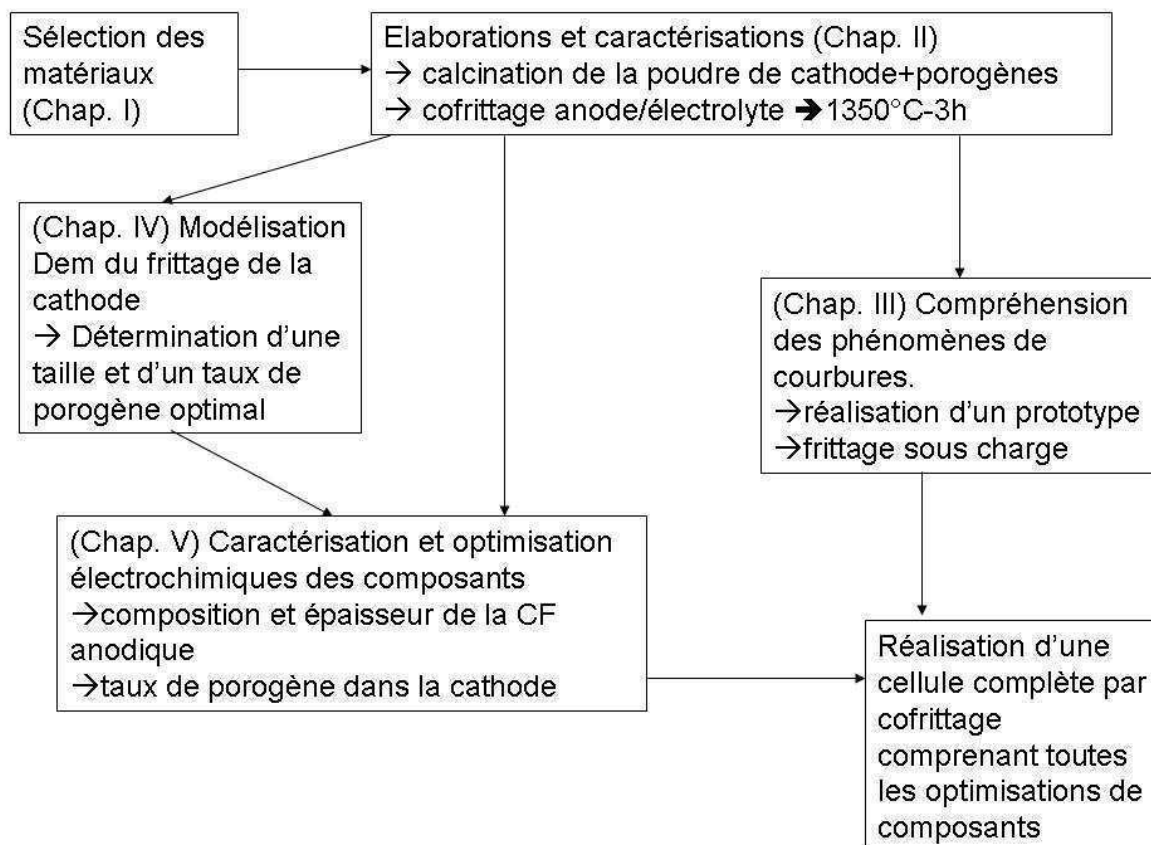 Sélection des
matériaux
(Chap. I)
Elaborations et caractérisations (Chap. II)
→ calcination de la poudre de cathode+porogènes
→ cofrittage anode/électrolyte ➔1350°C-3h
(Chap. IV) Modélisation
Dem du frittage de la
cathode
→ Détermination d’une
taille et d’un taux de
porogène optimal
(Chap. III) Compréhension
des phénomènes de
courbures.
→réalisation d’un prototype
→frittage sous charge
(Chap. V) Caractérisation et optimisation
électrochimiques des composants
→composition et épaisseur de la CF
anodique
→taux de porogène dans la cathode
Réalisation d’une
cellule complète par
cofrittage
comprenant toutes
les optimisations de
composants